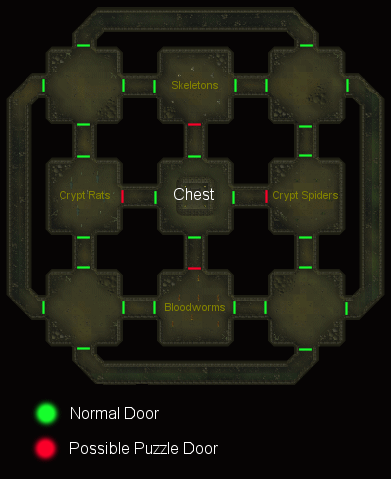 Skeletons
Crypt Rats
Chest
Crypt Spiders
Bloodworms
Normal Door
Possible Puzzle Door